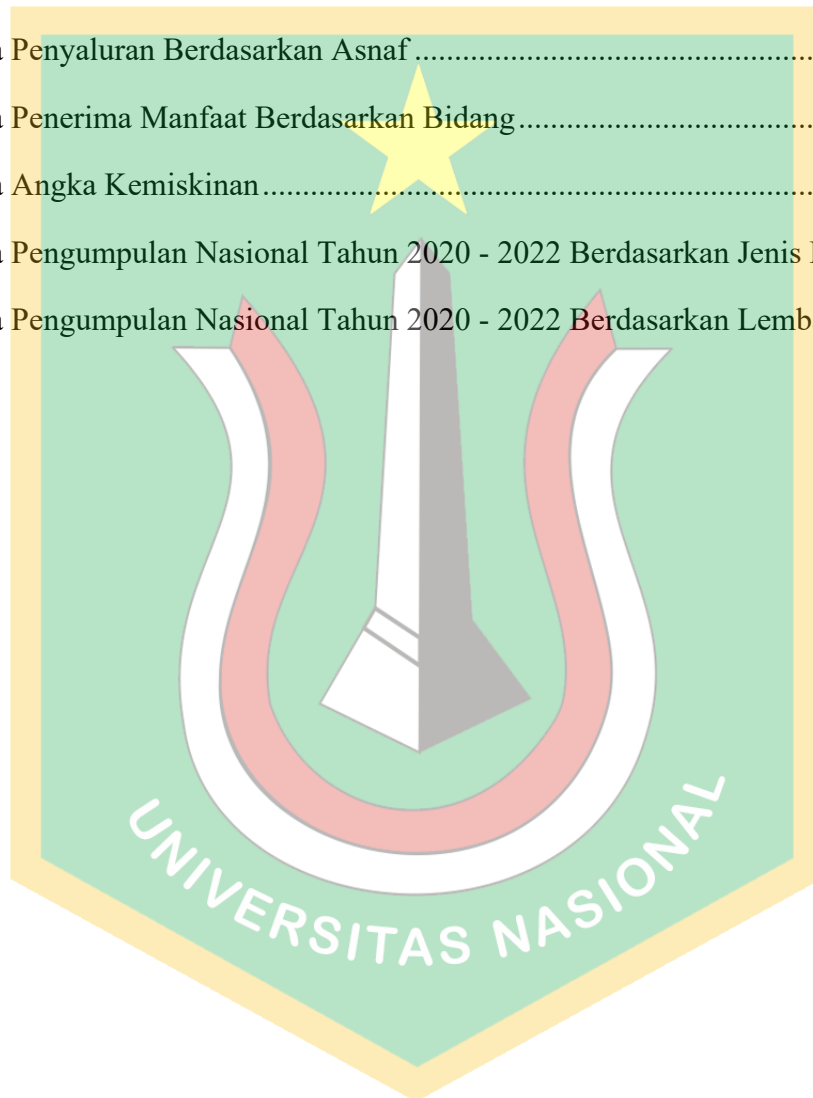 a Penyaluran Berdasarkan Asnaf ................................................
a Penerima Manfaat Berdasarkan Bidang ....................................
a Angka Kemiskinan .....................................................................
a Pengumpulan Nasional Tahun 2020 - 2022 Berdasarkan Jenis
a Pengumpulan Nasional Tahun 2020 - 2022 Berdasarkan Lemb
UNIVERSITAS NASIONAL